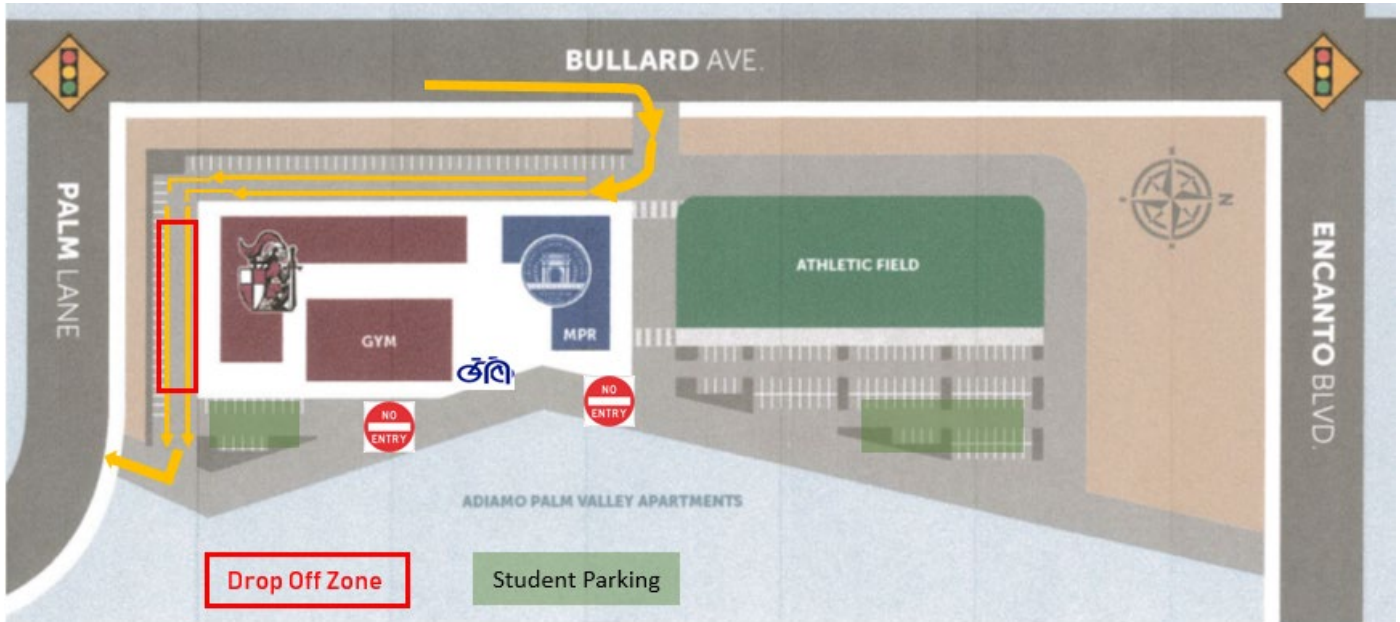 BULLARD AVE.
PALM LANE
ENCANTO BLVD.
N
ATHLETIC FIELD
GYM
MPR
NO
ENTRY
NO
ENTRY
ADIAMO PALM VALLEY APARTMENTS
Drop Off Zone
Student Parking